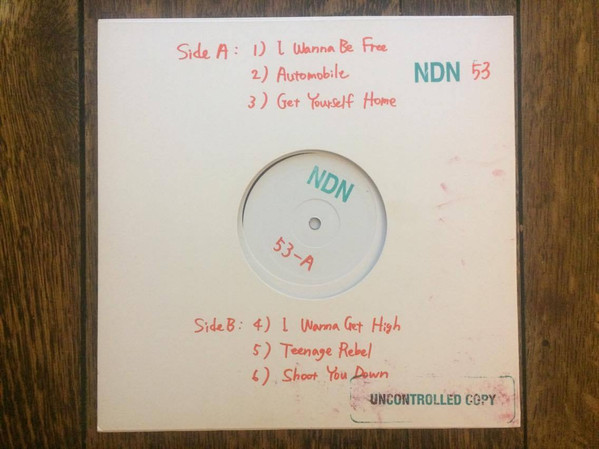 Side A: 1) I Wanna Be Free
2) Automobile
NDN 53
3) Get Yourself Home
NDN
53-A
Side B: 4) I Wanna Get High
5) Teenage Rebel
6) Shoot You Down
UNCONTROLLED COPY